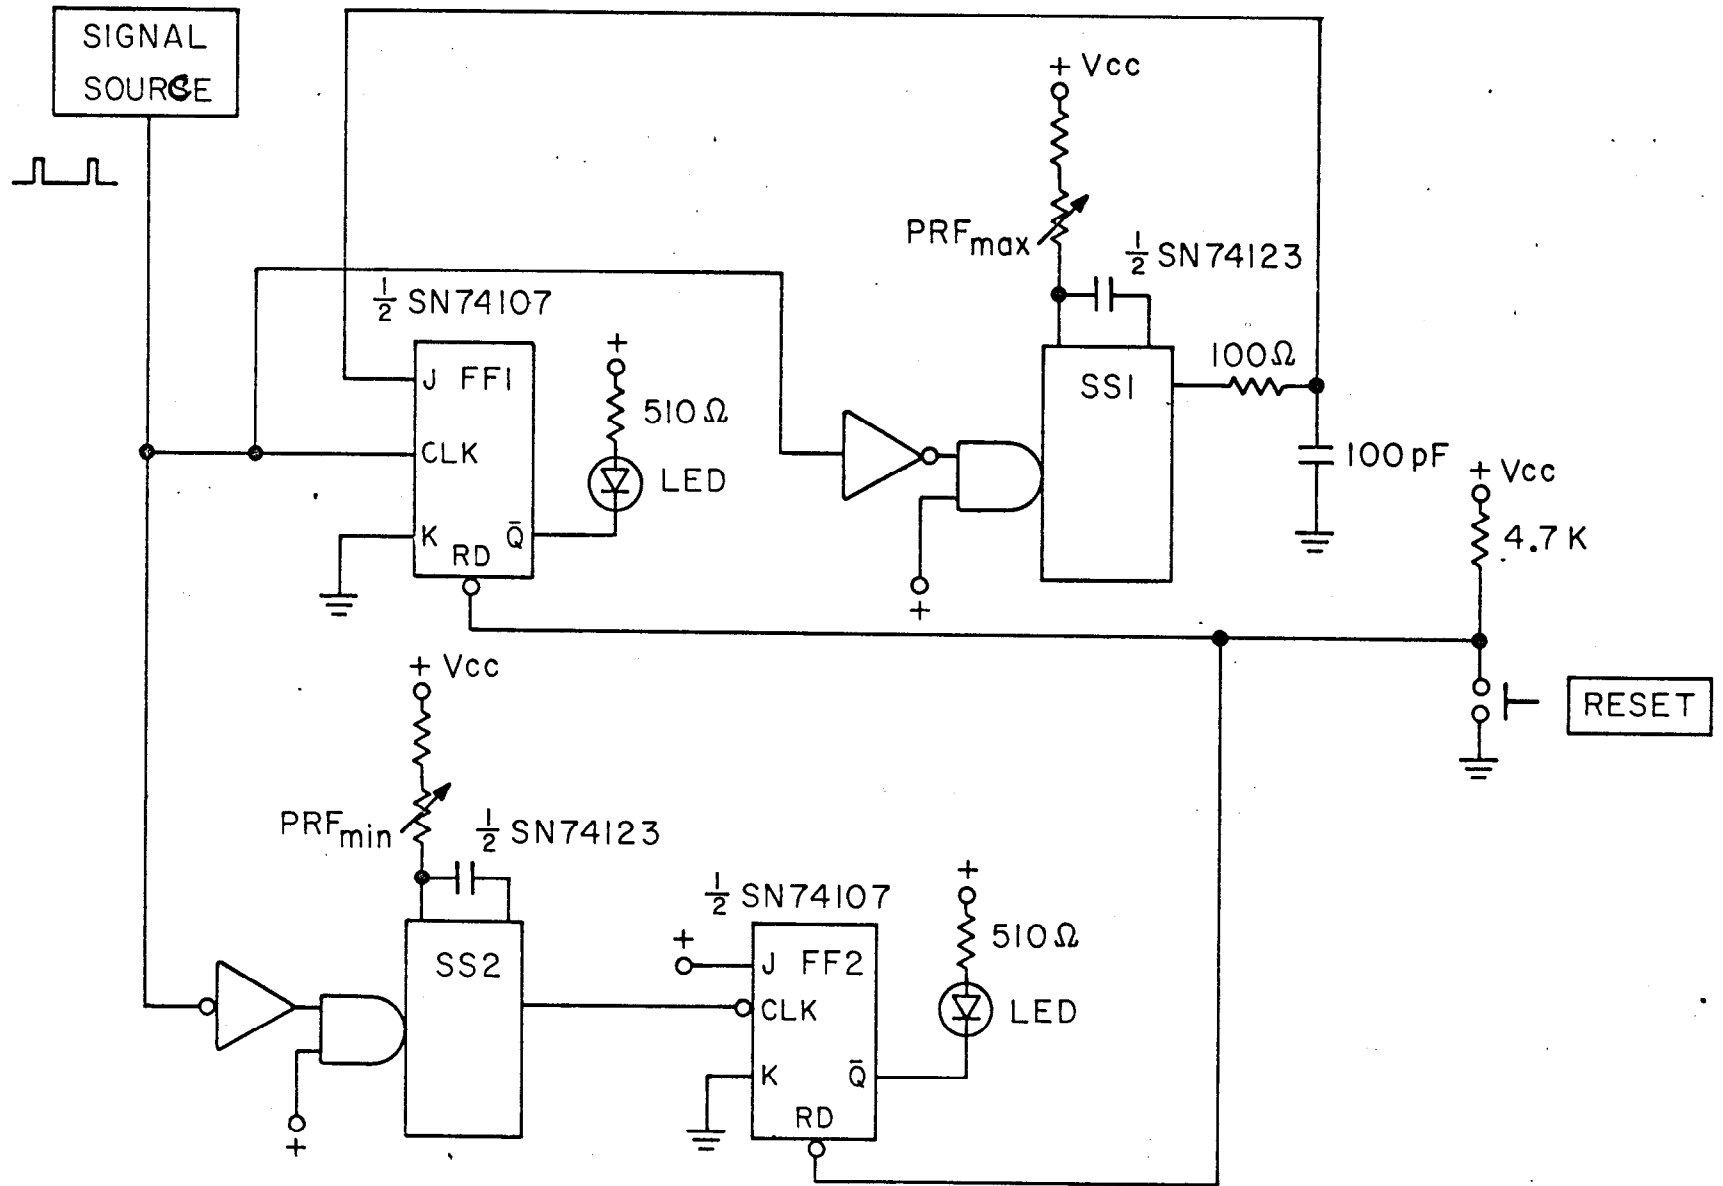 SIGNAL
SOURCE
+ Vcc
PRFmax
1/2 SN74123
1/2 SN74107
J FF1
CLK
K
RD
Q̄
+
510Ω
LED
SS1
100Ω
100pF
+
+ Vcc
4.7K
RESET
+ Vcc
PRFmin
1/2 SN74123
SS2
+
1/2 SN74107
+
J FF2
CLK
K
Q̄
RD
+
510Ω
LED